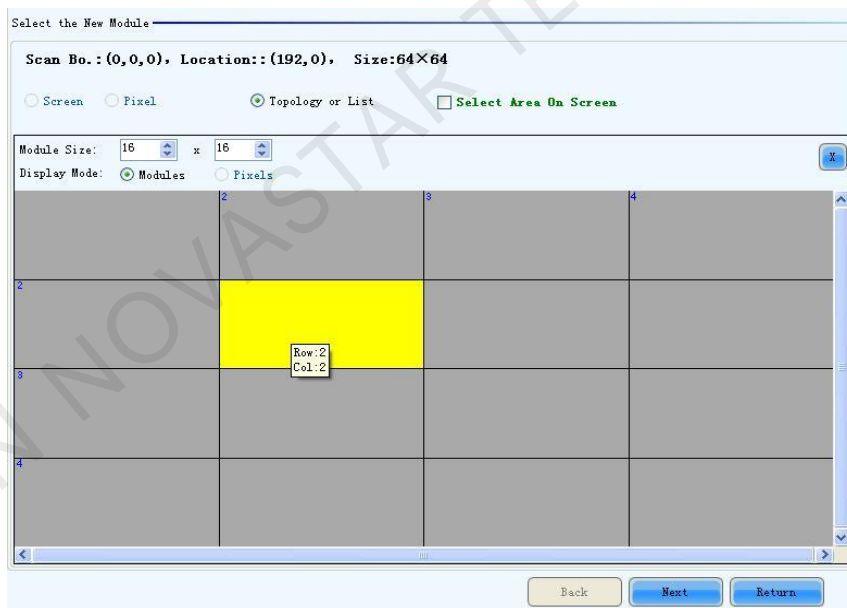 Select the New Module
Scan Bo.:(0,0,0), Location::(192,0), Size:64×64
Screen Pixel Topology or List Select Area On Screen
Module Size: 16 x 16 X
Display Mode: Modules Pixels
2 3 4
2
Row:2
Col:2
3
4
Back Next Return
NOVASTAR